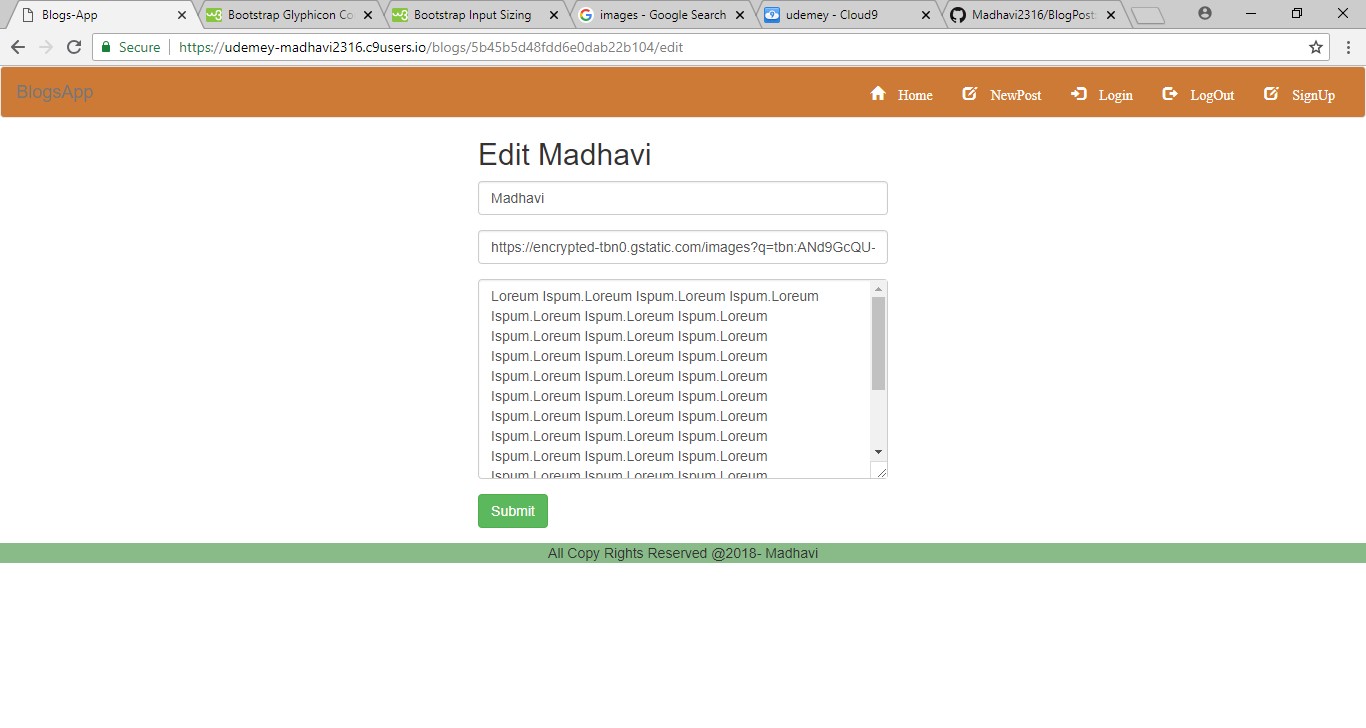 Blogs-App
Bootstrap Glyphicon Co
Bootstrap Input Sizing
images - Google Search
udemey - Cloud9
Madhavi2316/BlogPost
Secure
https://udemey-madhavi2316.c9users.io/blogs/5b45b5d48fdd6e0dab22b104/edit
BlogsApp
Home
NewPost
Login
LogOut
SignUp
Edit Madhavi
Madhavi
https://encrypted-tbn0.gstatic.com/images?q=tbn:ANd9GcQU-
Loreum Ispum.Loreum Ispum.Loreum Ispum.Loreum
Ispum.Loreum Ispum.Loreum Ispum.Loreum
Ispum.Loreum Ispum.Loreum Ispum.Loreum
Ispum.Loreum Ispum.Loreum Ispum.Loreum
Ispum.Loreum Ispum.Loreum Ispum.Loreum
Ispum.Loreum Ispum.Loreum Ispum.Loreum
Ispum.Loreum Ispum.Loreum Ispum.Loreum
Ispum.Loreum Ispum.Loreum Ispum.Loreum
Ispum.Loreum Ispum.Loreum Ispum.Loreum
Ispum.Loreum Ispum.Loreum Ispum.Loreum
Submit
All Copy Rights Reserved @2018- Madhavi